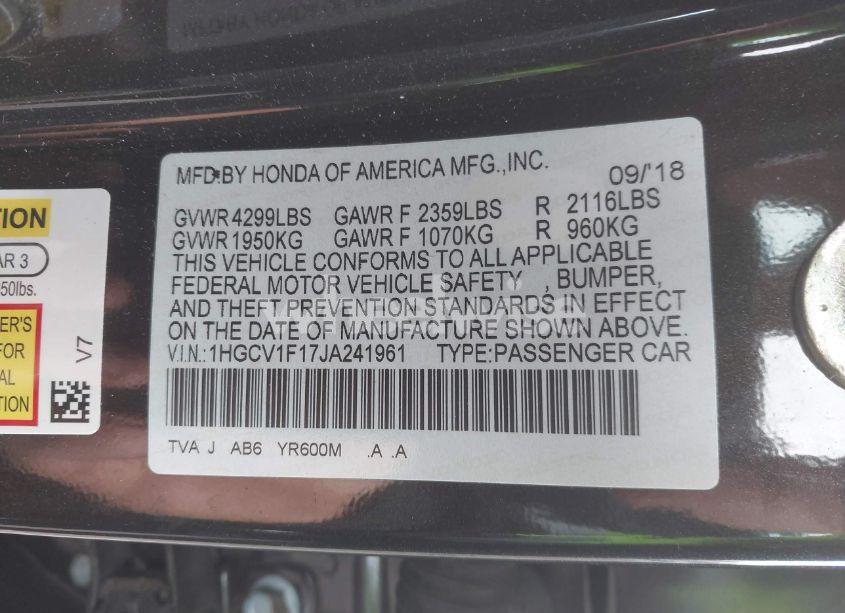 MFD.BY HONDA OF AMERICA MFG.,INC.
09/'18
GVWR 4299LBS GAWR F 2359LBS R 2116LBS
GVWR 1950KG GAWR F 1070KG R 960KG
THIS VEHICLE CONFORMS TO ALL APPLICABLE
FEDERAL MOTOR VEHICLE SAFETY , BUMPER,
AND THEFT PREVENTION STANDARDS IN EFFECT
ON THE DATE OF MANUFACTURE SHOWN ABOVE.
V.I.N.: 1HGCV1F17JA241961 TYPE:PASSENGER CAR
TVA J AB6 YR600M .A .A
TION
AR 3
50lbs.
ER'S
FOR
AL
TION
V7